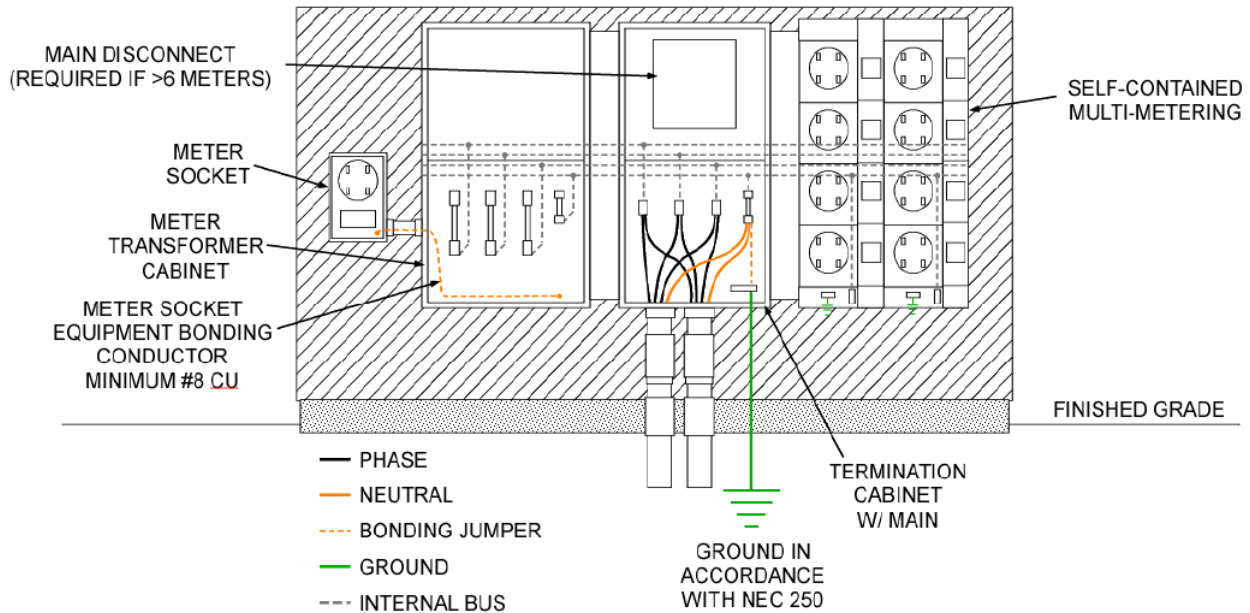 MAIN DISCONNECT
(REQUIRED IF >6 METERS)
METER
SOCKET
METER
TRANSFORMER
CABINET
METER SOCKET
EQUIPMENT BONDING
CONDUCTOR
MINIMUM #8 CU
SELF-CONTAINED
MULTI-METERING
FINISHED GRADE
TERMINATION
CABINET
W/ MAIN
GROUND IN
ACCORDANCE
WITH NEC 250
PHASE
NEUTRAL
BONDING JUMPER
GROUND
INTERNAL BUS